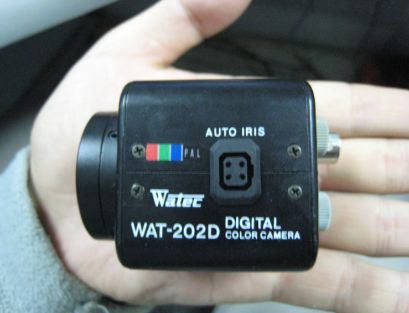 AUTO IRIS
PAL
Watec
WAT-202D DIGITAL
COLOR CAMERA